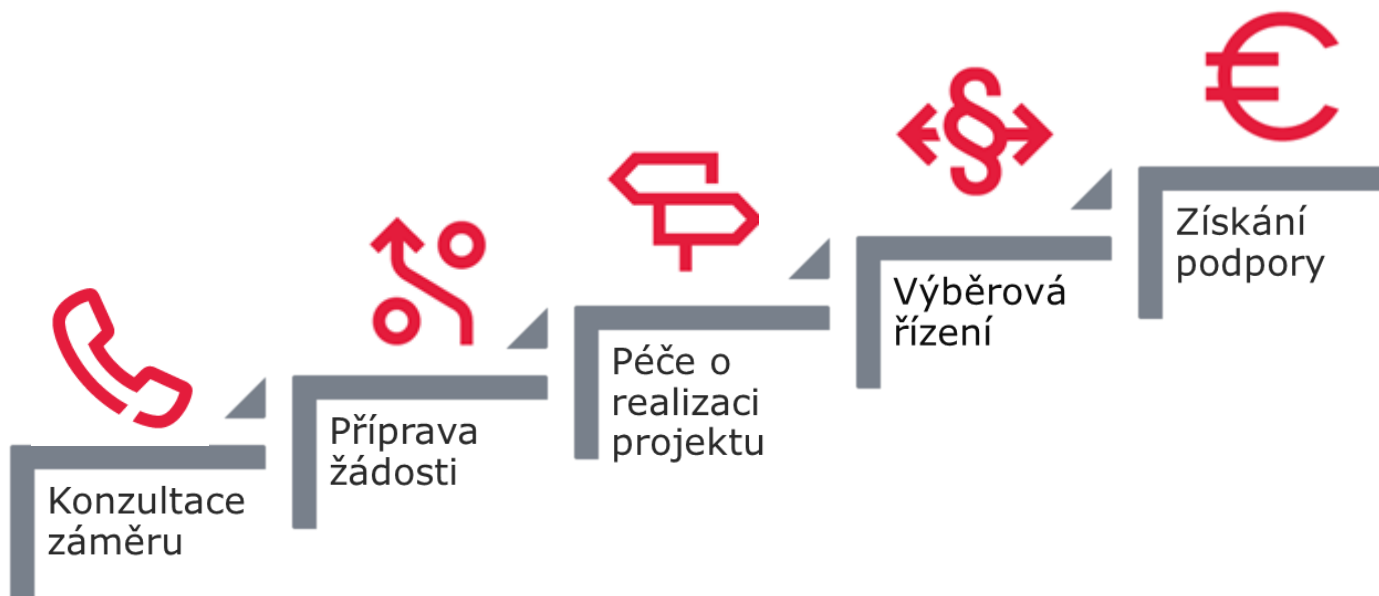 Konzultace
záměru
Příprava
žádosti
Péče o
realizaci
projektu
Výběrová
řízení
Získání
podpory